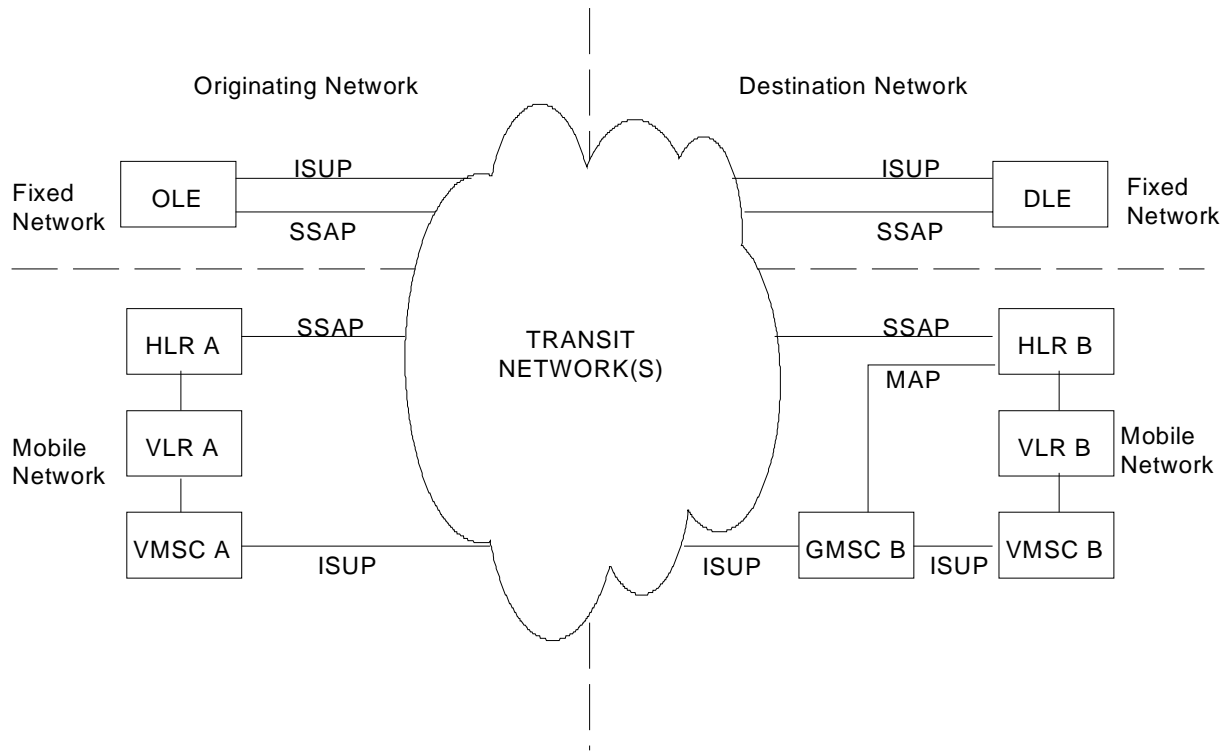 Originating Network
Destination Network
ISUP
ISUP
Fixed
Network
OLE
DLE
Fixed
Network
SSAP
SSAP
HLR A
SSAP
TRANSIT
NETWORK(S)
SSAP
HLR B
MAP
Mobile
Network
VLR A
VLR B
Mobile
Network
VMSC A
ISUP
ISUP
GMSC B
ISUP
VMSC B